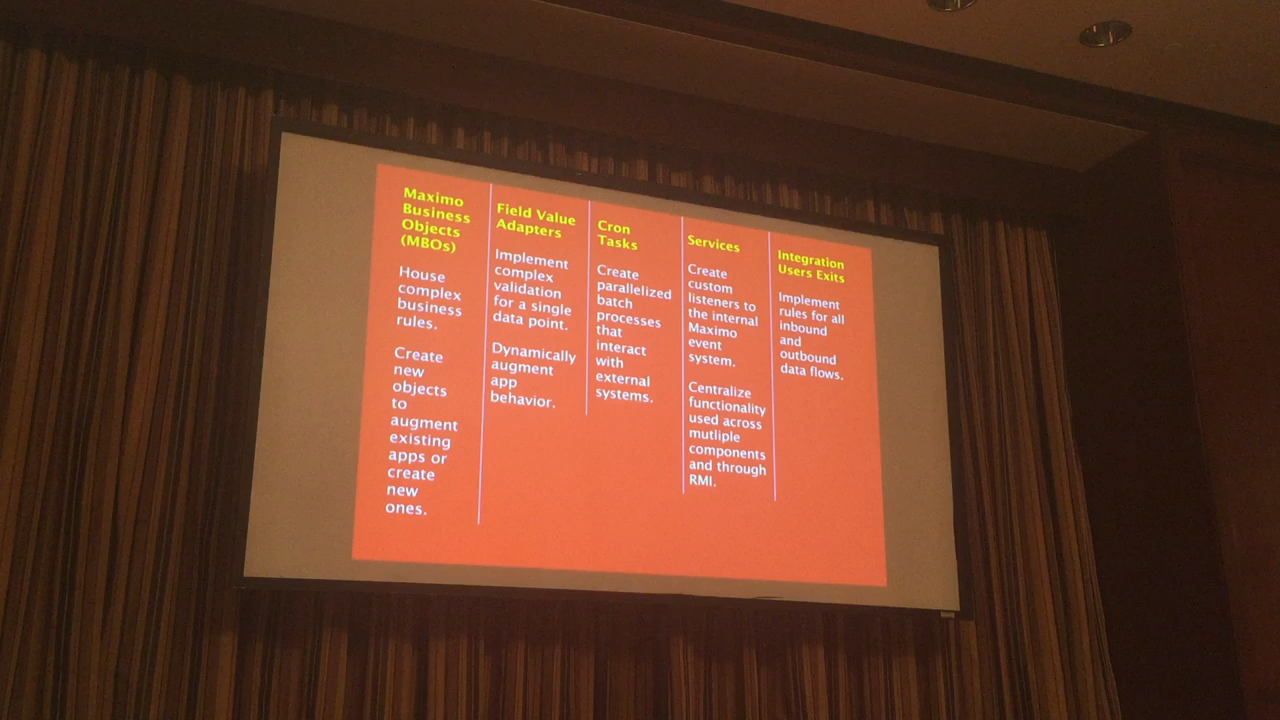 Maximo
Business
Objects
(MBOs)
House
complex
business
rules.
Create
new
objects
to
augment
existing
apps or
create
new
ones.
Field Value
Adapters
Implement
complex
validation
for a single
data point.
Dynamically
augment
app
behavior.
Cron
Tasks
Create
parallelized
batch
processes
that
interact
with
external
systems.
Services
Create
custom
listeners to
the internal
Maximo
event
system.
Centralize
functionality
used across
mutliple
components
and through
RMI.
Integration
Users Exits
Implement
rules for all
inbound
and
outbound
data flows.